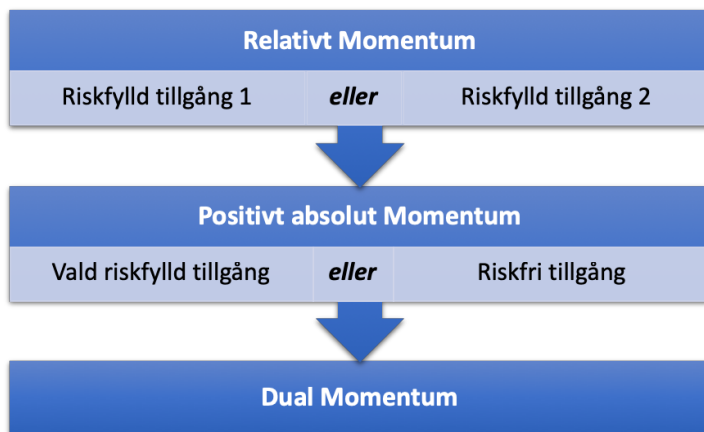 Relativt Momentum
Riskfylld tillgång 1 eller Riskfylld tillgång 2
Positivt absolut Momentum
Vald riskfylld tillgång eller Riskfri tillgång
Dual Momentum